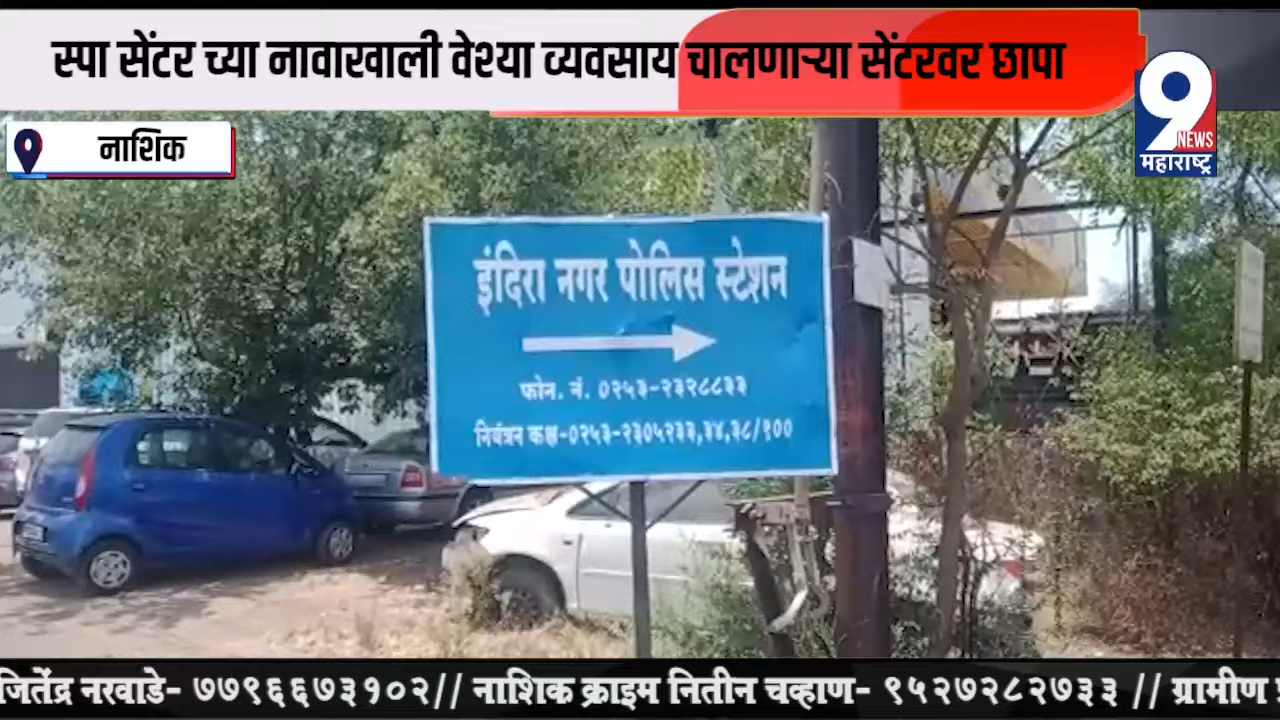 स्पा सेंटर च्या नावाखाली वेश्या व्यवसाय चालणाऱ्या सेंटरवर छापा
9
NEWS
महाराष्ट्र
नाशिक
इंदिरा नगर पोलिस स्टेशन
फोन. नं. ०२५३-२३२८८३३
नियंत्रन कक्ष-०२५३-२३०५२३३,३४,३८/१००
जितेंद्र नरवाडे- ७७९६६७३१०२// नाशिक क्राइम नितीन चव्हाण- ९५२७२८२७३३ // ग्रामीण